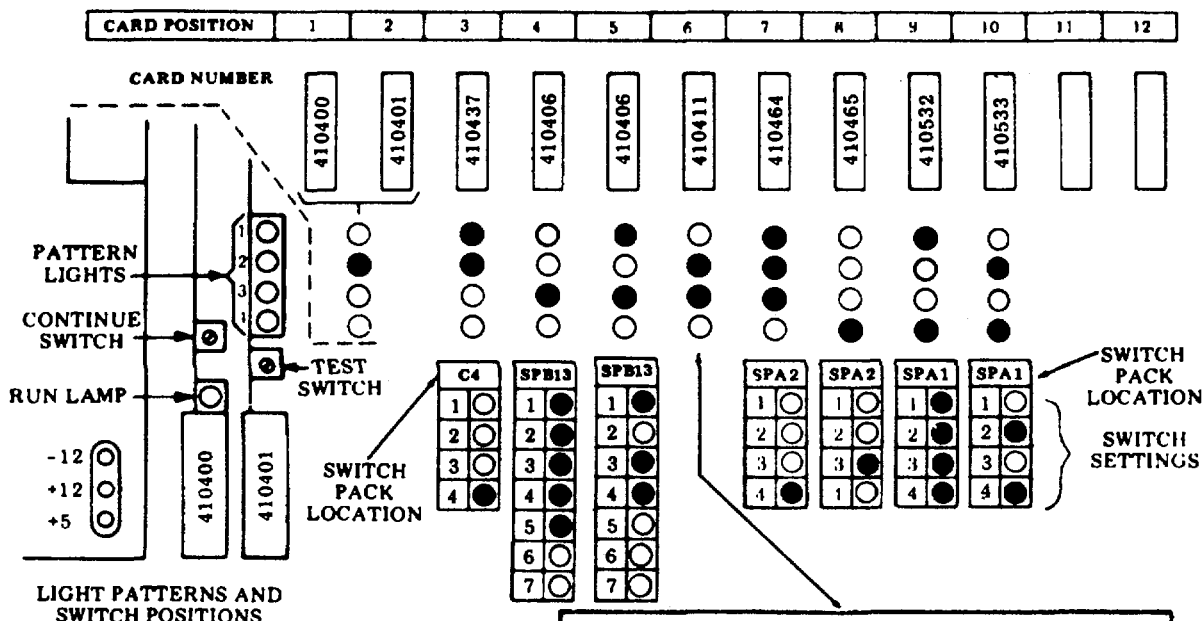 CARD POSITION 1 2 3 4 5 6 7 8 9 10 11 12
CARD NUMBER
410400
410401
410437
410406
410406
410411
410464
410465
410532
410533
PATTERN
LIGHTS
1
2
3
CONTINUE
SWITCH
TEST
SWITCH
RUN LAMP
-12
+12
+5
410400
410401
SWITCH
PACK
LOCATION
C4
1
2
3
4
SPB13
1
2
3
4
5
6
7
SPB13
1
2
3
4
5
6
7
SPA2
1
2
3
4
SPA2
1
2
3
SPA1
1
2
3
4
SPA1
1
2
3
4
SWITCH
PACK
LOCATION
SWITCH
SETTINGS
LIGHT PATTERNS AND
SWITCH POSITIONS